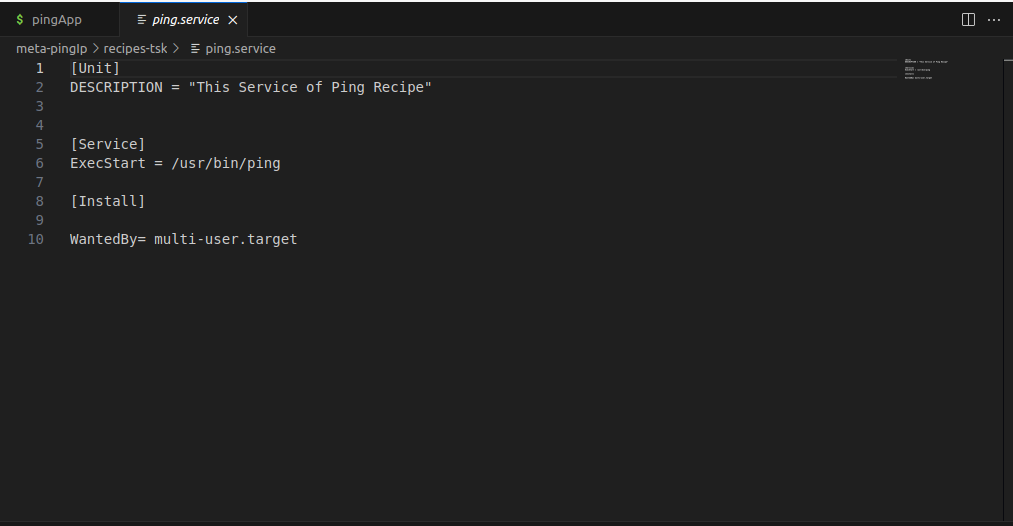 $ pingApp ping.service
meta-pingIp > recipes-tsk > ping.service
1 [Unit]
2 DESCRIPTION = "This Service of Ping Recipe"
3
4
5 [Service]
6 ExecStart = /usr/bin/ping
7
8 [Install]
9
10 WantedBy= multi-user.target